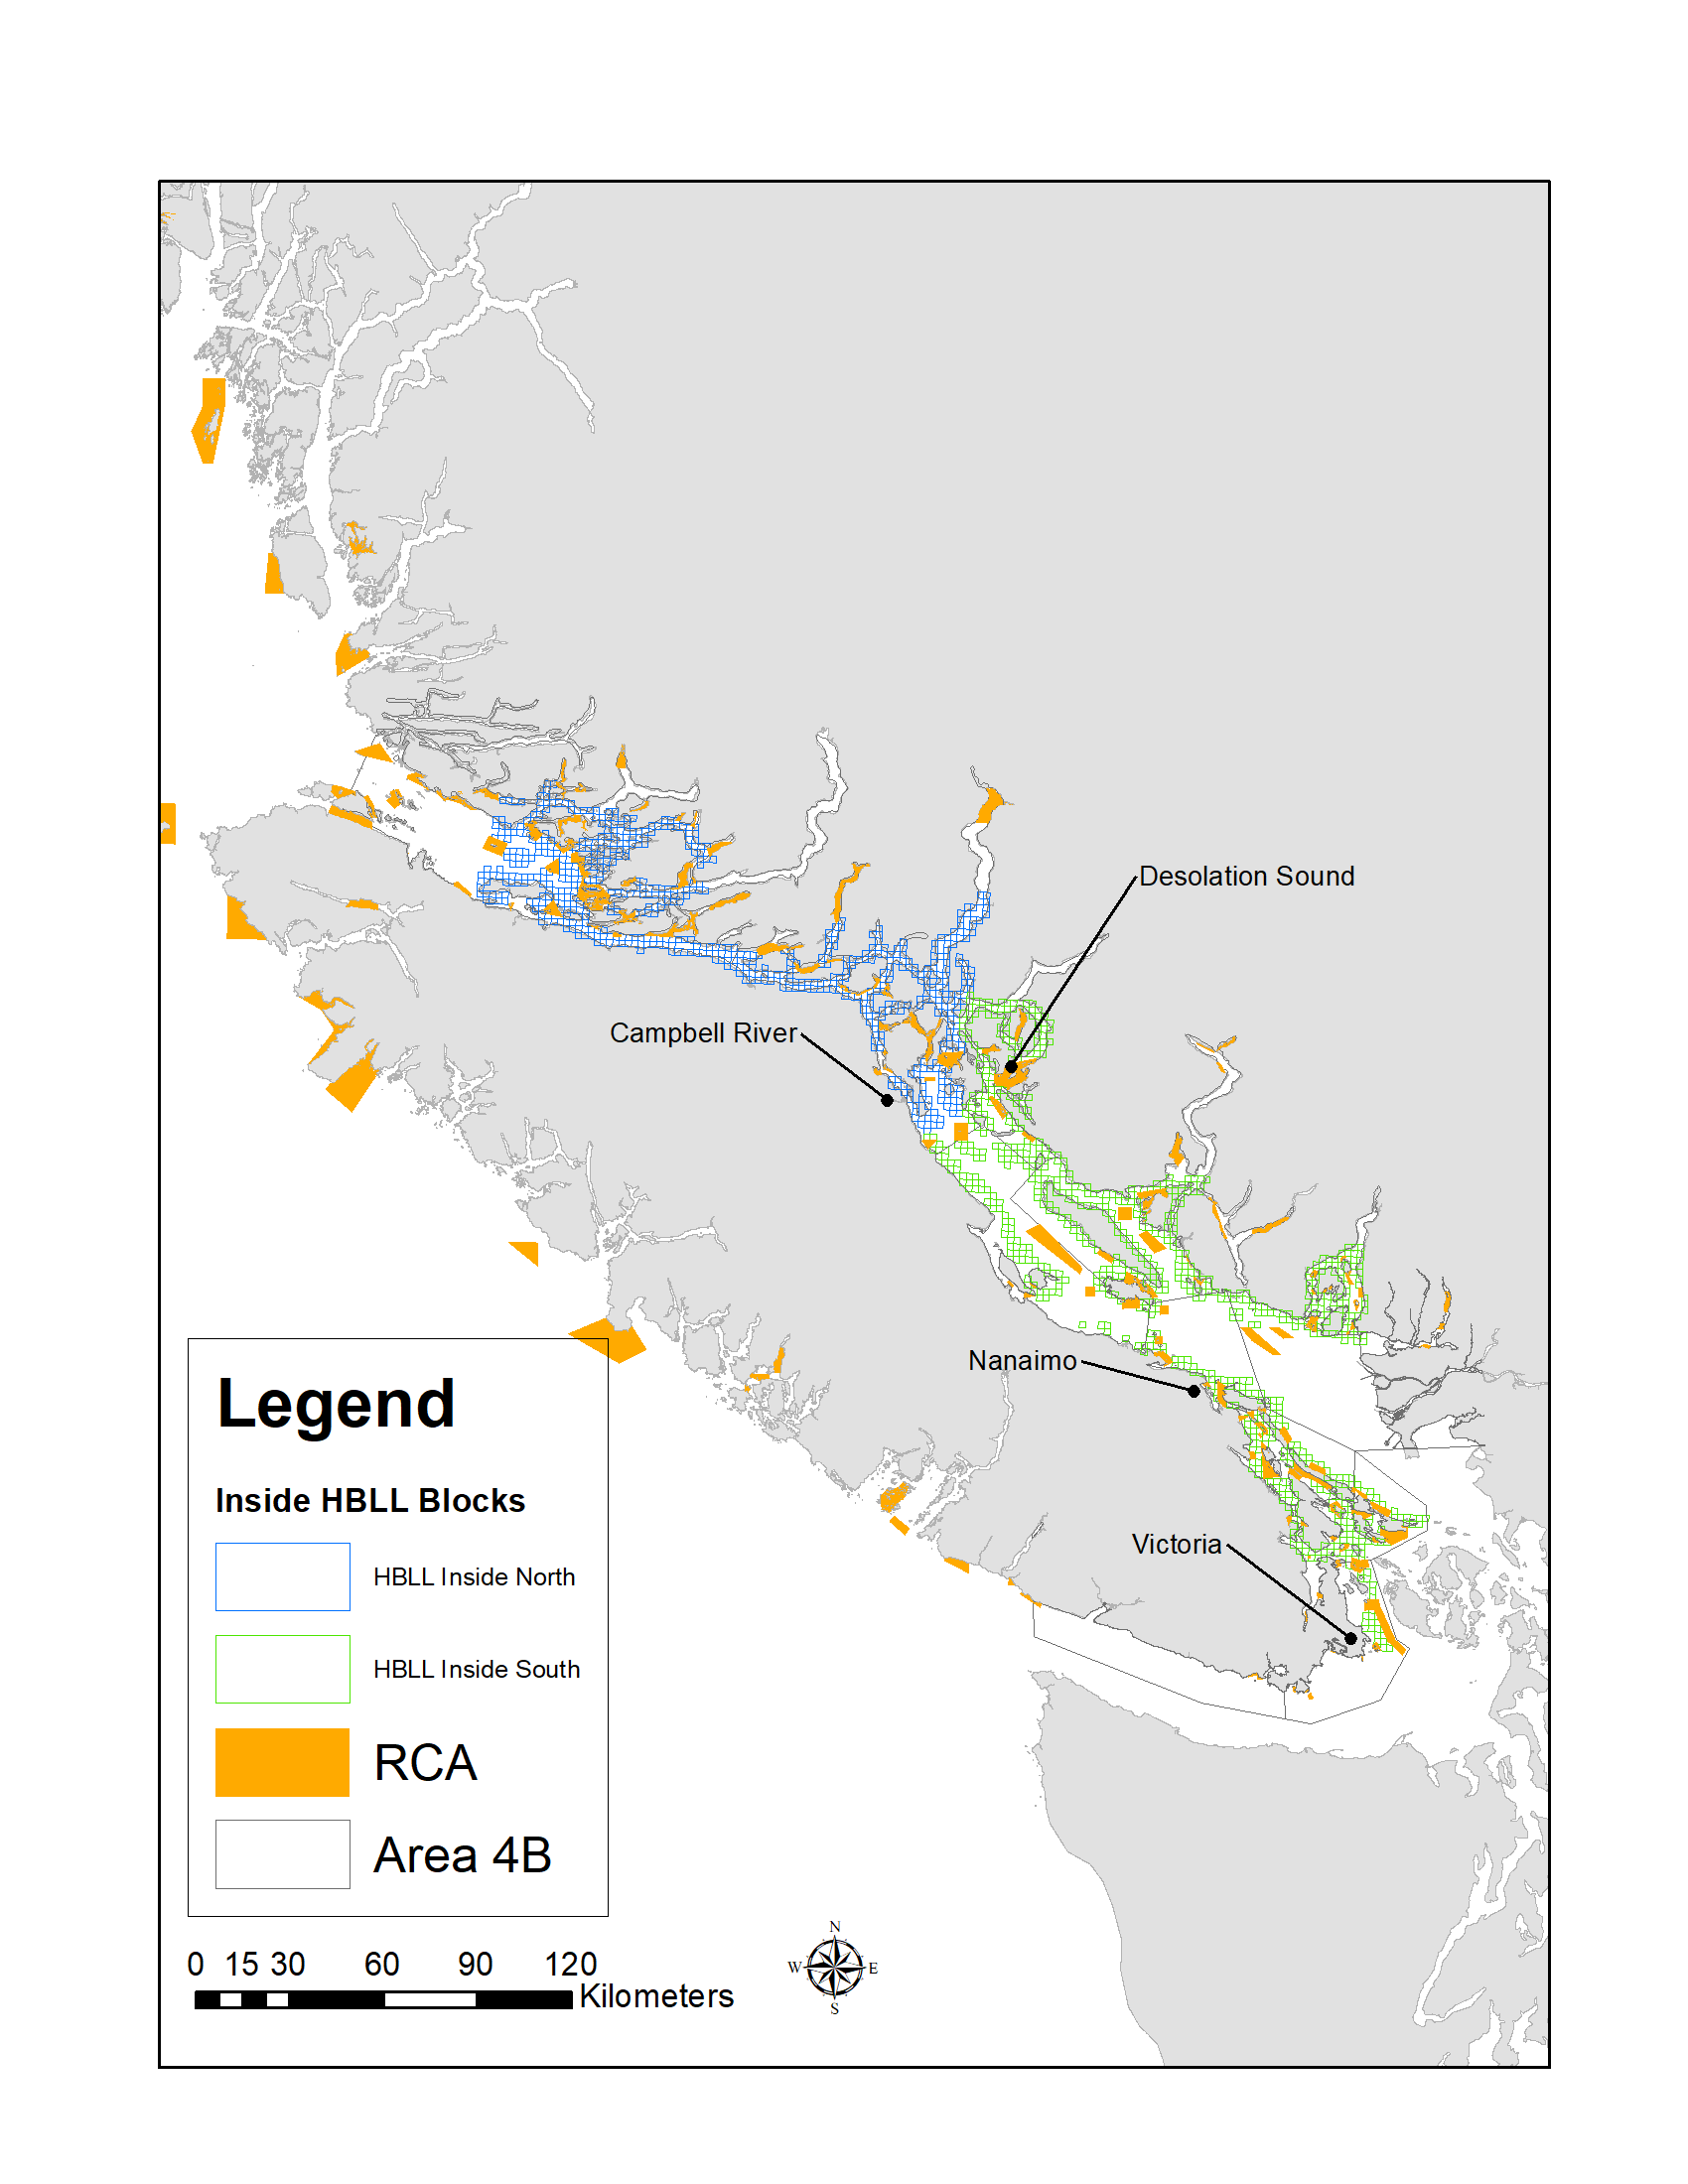 Desolation Sound
Campbell River
Nanaimo
Victoria
Legend
Inside HBLL Blocks
HBLL Inside North
HBLL Inside South
RCA
Area 4B
0 15 30 60 90 120
Kilometers
N
W E
S